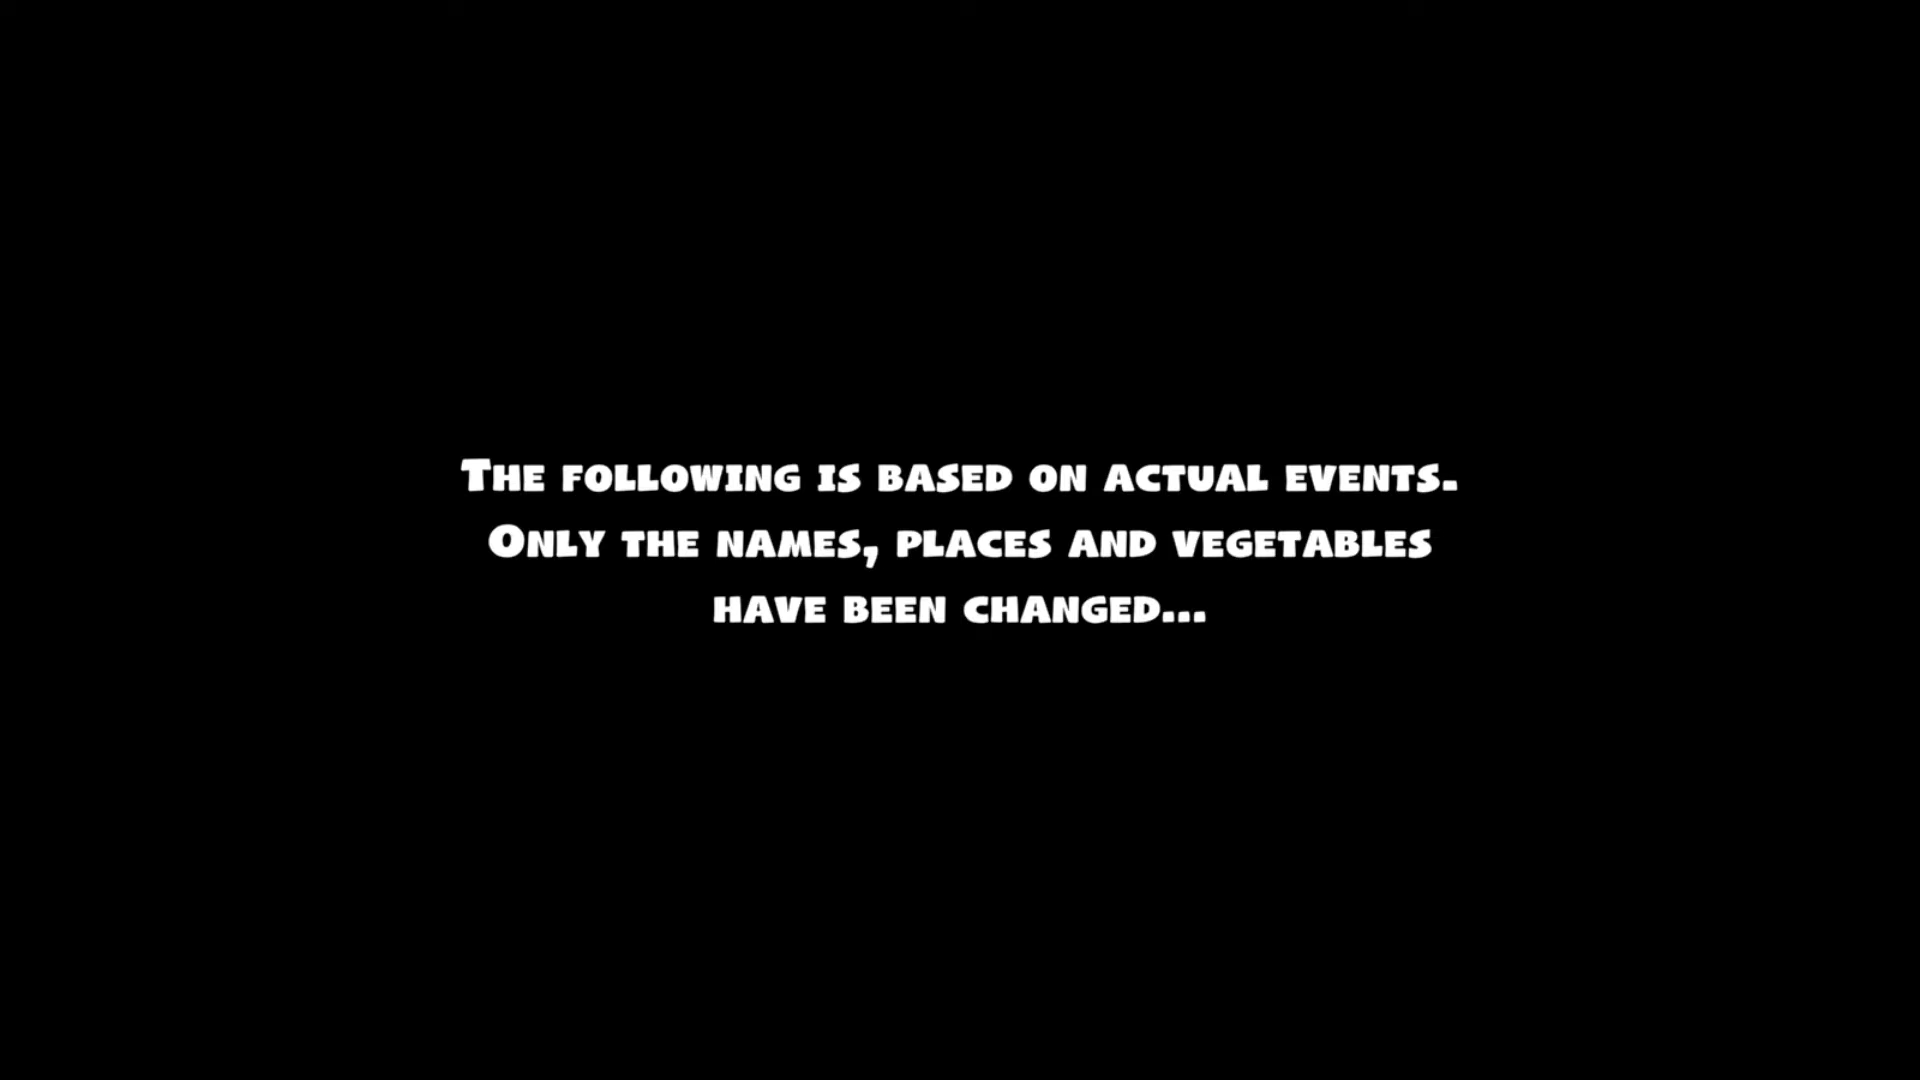 The following is based on actual events.
Only the names, places and vegetables
have been changed...